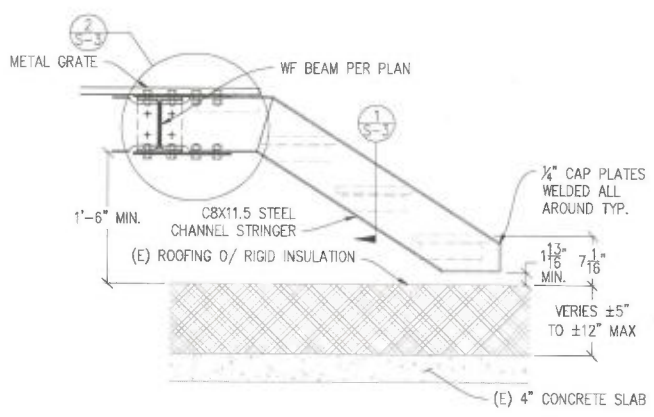 2
S-3
METAL GRATE
WF BEAM PER PLAN
1
S-3
¼" CAP PLATES
WELDED ALL
AROUND TYP.
1'-6" MIN.
C8X11.5 STEEL
CHANNEL STRINGER
(E) ROOFING O/ RIGID INSULATION
1 13/16"
MIN.
7 1/16"
VERIES ±5"
TO ±12" MAX
(E) 4" CONCRETE SLAB